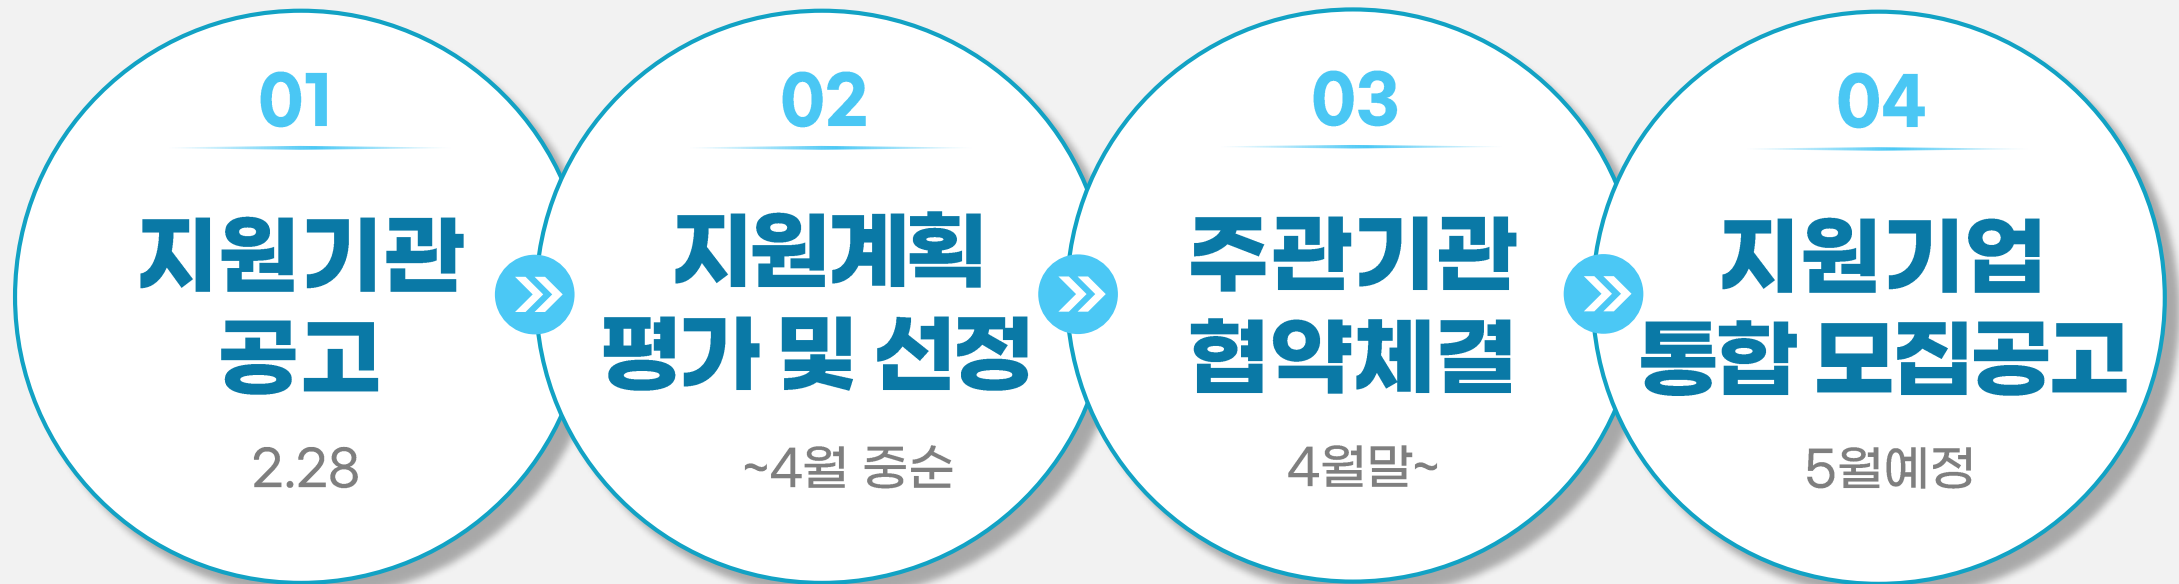 01
지원기관
공고
2.28
02
지원계획
평가 및 선정
~4월 중순
03
주관기관
협약체결
4월말~
04
지원기업
통합 모집공고
5월예정